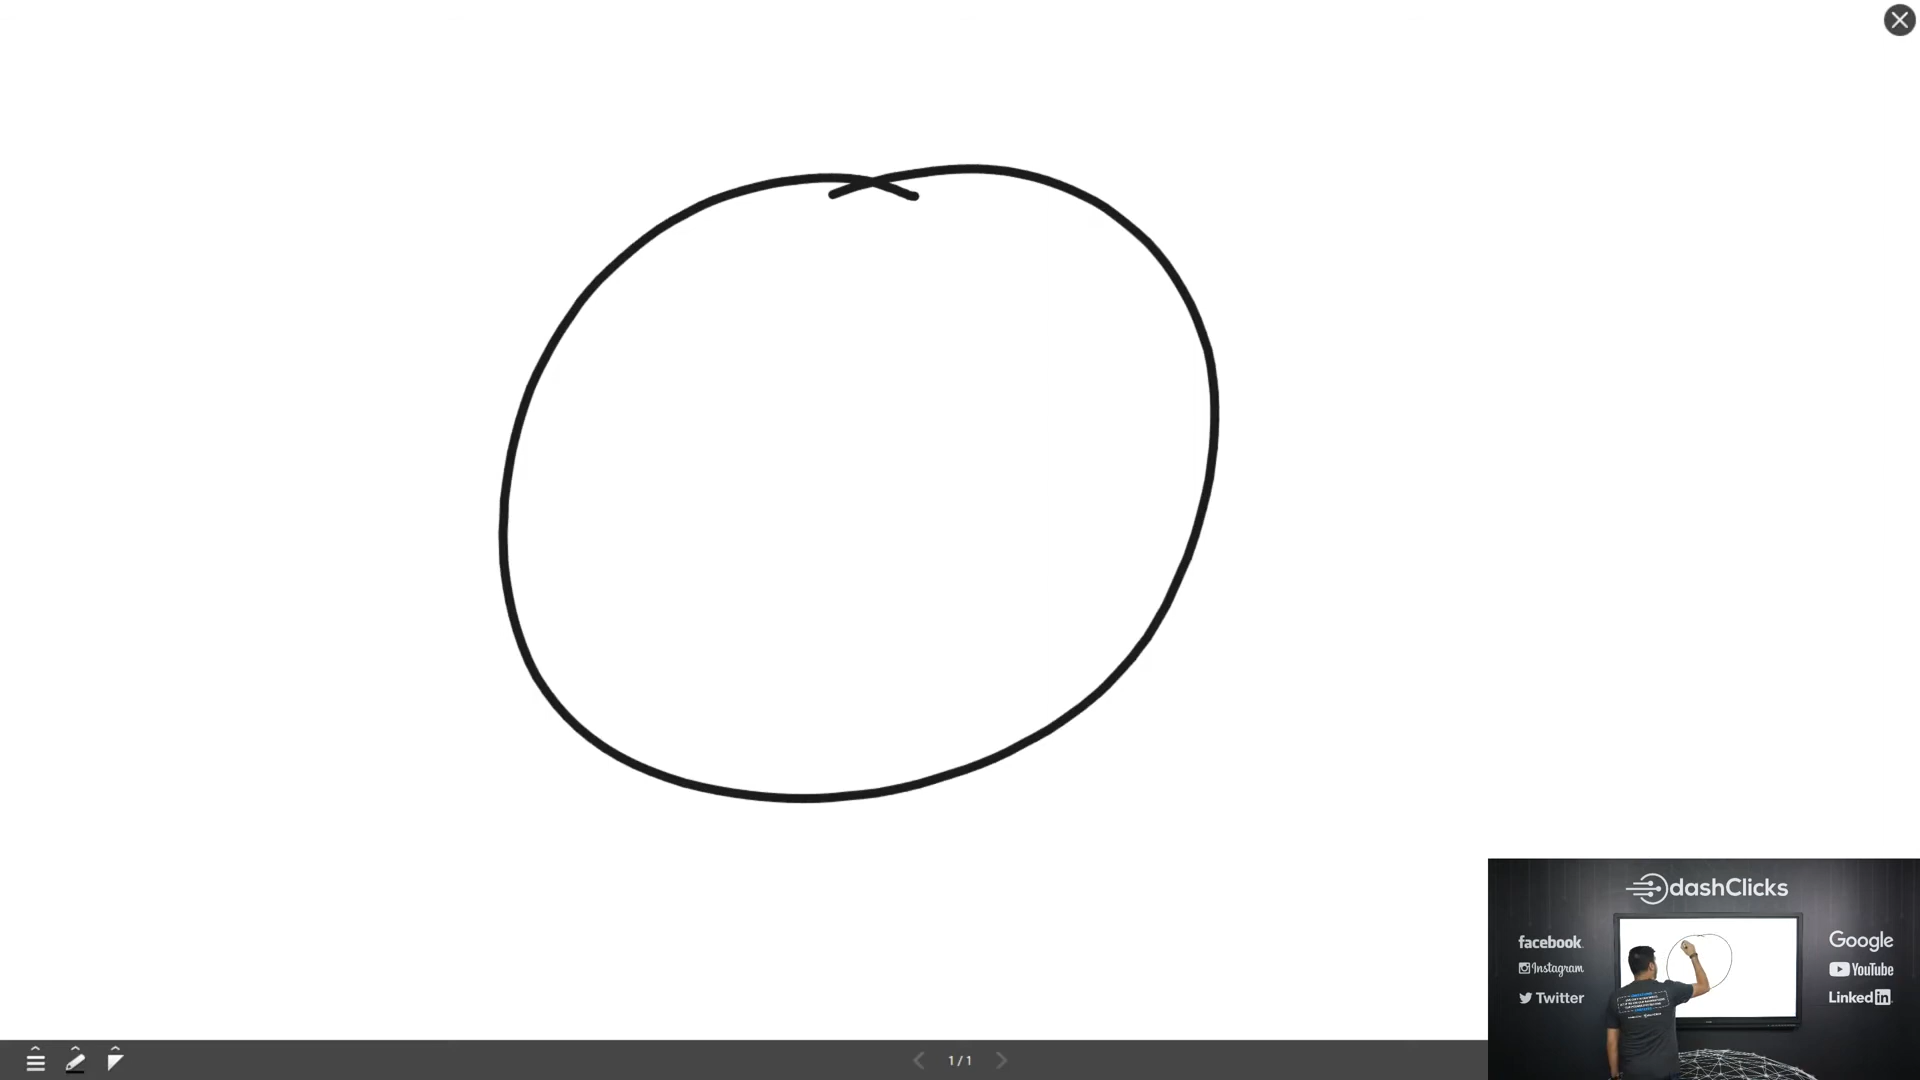 dashClicks
facebook
Instagram
Twitter
Google
YouTube
Linked in
1/1